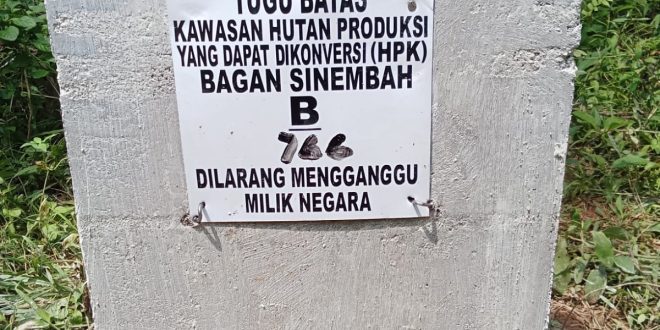 TUGU BATAS
KAWASAN HUTAN PRODUKSI
YANG DAPAT DIKONVERSI (HPK)
BAGAN SINEMBAH
B
766
DILARANG MENGGANGGU
MILIK NEGARA